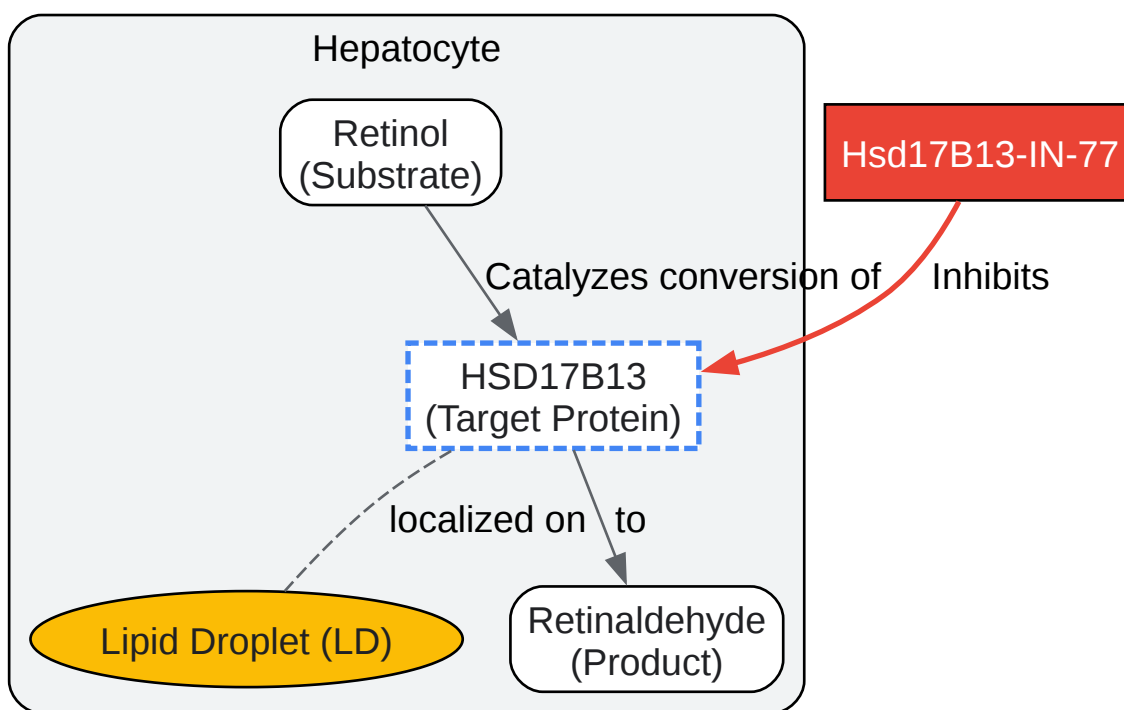 Hepatocyte
Retinol
(Substrate)
Hsd17B13-IN-77
Catalyzes conversion of
Inhibits
HSD17B13
(Target Protein)
localized on
to
Lipid Droplet (LD)
Retinaldehyde
(Product)